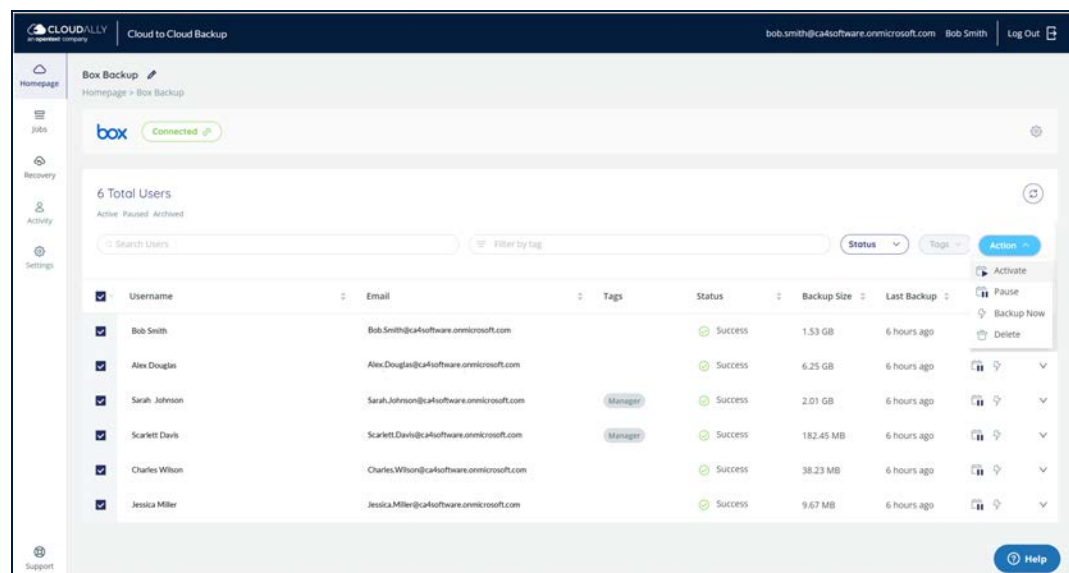 CLOUDALLY
an opentext company
Cloud to Cloud Backup
bob.smith@ca4software.onmicrosoft.com Bob Smith
Log Out
Homepage
Jobs
Recovery
Activity
Settings
Support
Box Backup
Homepage > Box Backup
box
Connected
6 Total Users
Active Paused Archived
Search Users
Filter by tag
Status
Tags
Action
Activate
Pause
Backup Now
Delete
Username Email Tags Status Backup Size Last Backup
Bob Smith Bob.Smith@ca4software.onmicrosoft.com Success 1.53 GB 6 hours ago
Alex Douglas Alex.Douglas@ca4software.onmicrosoft.com Success 6.25 GB 6 hours ago
Sarah Johnson Sarah.Johnson@ca4software.onmicrosoft.com Manager Success 2.01 GB 6 hours ago
Scarlett Davis Scarlett.Davis@ca4software.onmicrosoft.com Manager Success 182.45 MB 6 hours ago
Charles Wilson Charles.Wilson@ca4software.onmicrosoft.com Success 38.23 MB 6 hours ago
Jessica Miller Jessica.Miller@ca4software.onmicrosoft.com Success 9.67 MB 6 hours ago
Help